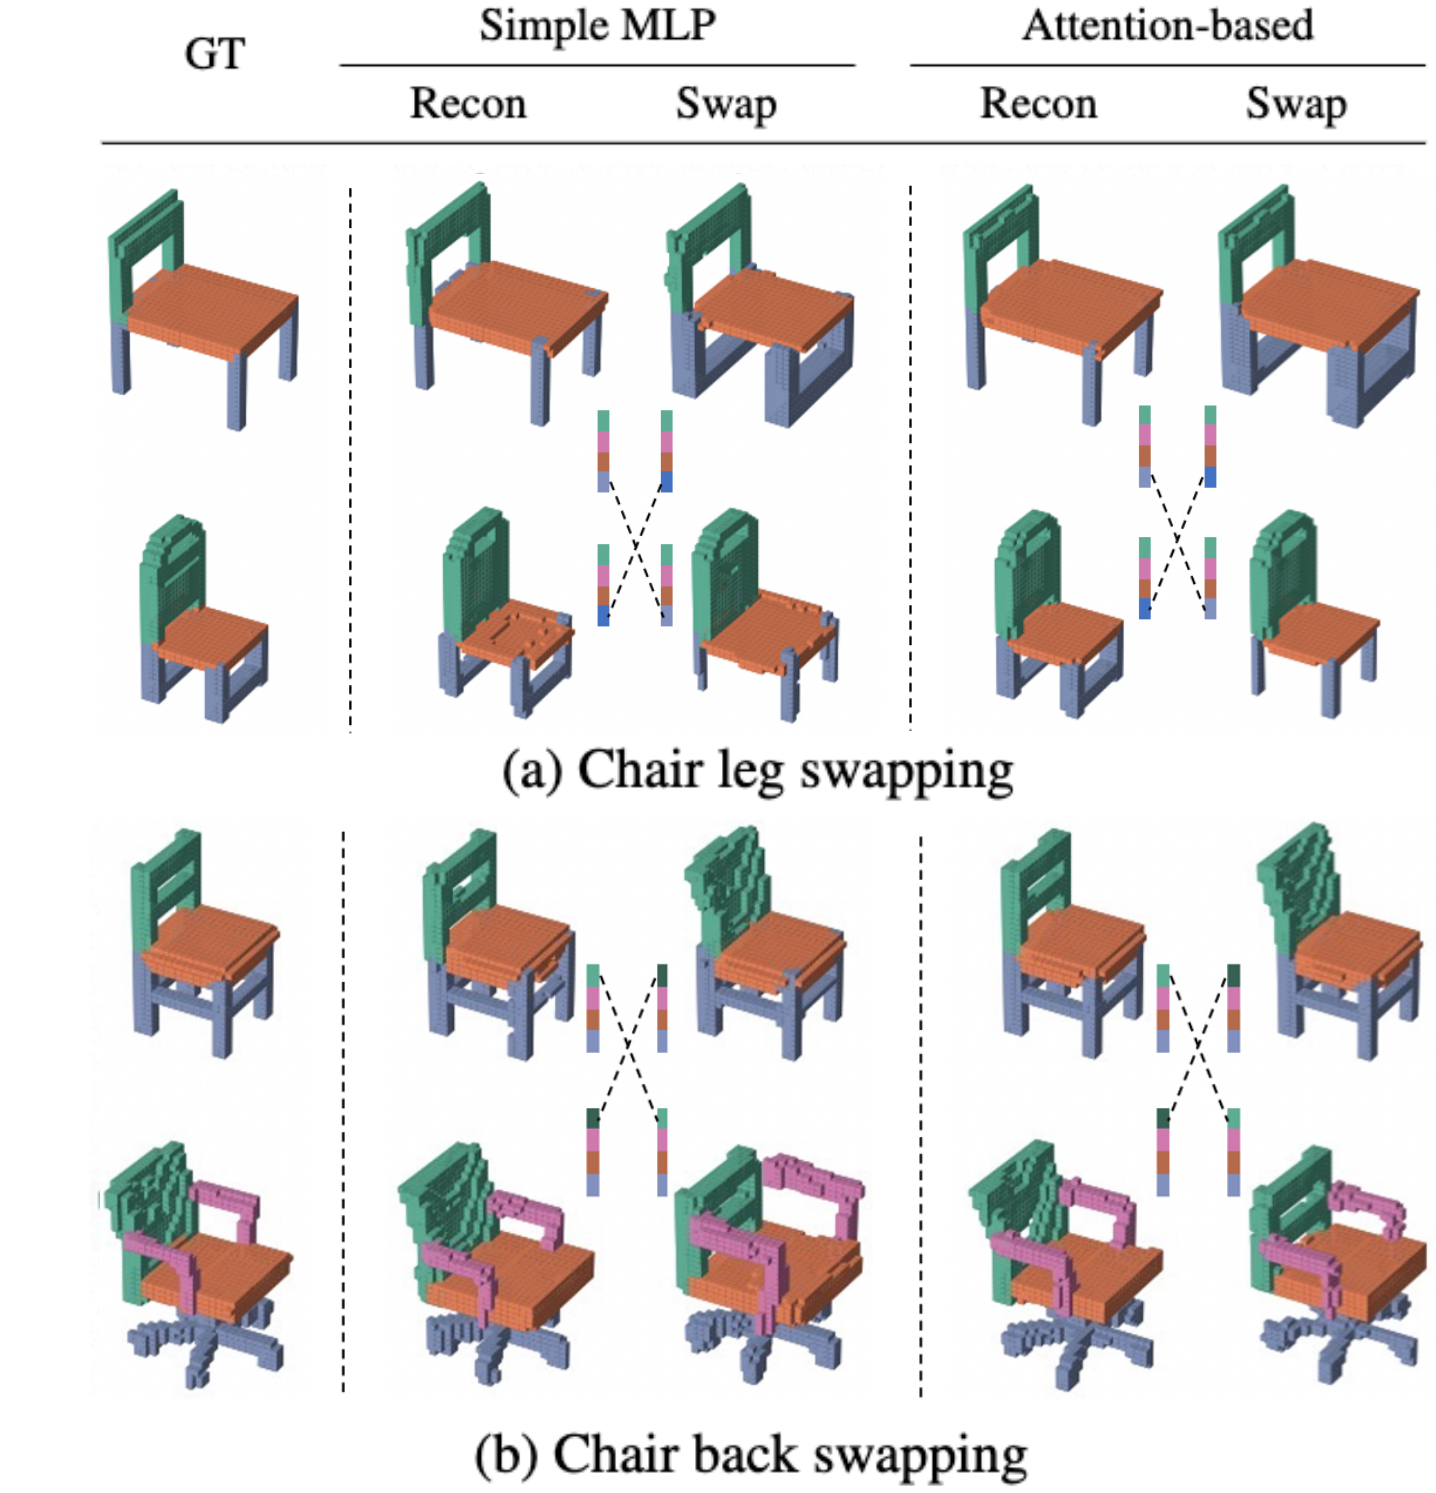 GT
Simple MLP
Attention-based
Recon
Swap
Recon
Swap
(a) Chair leg swapping
(b) Chair back swapping